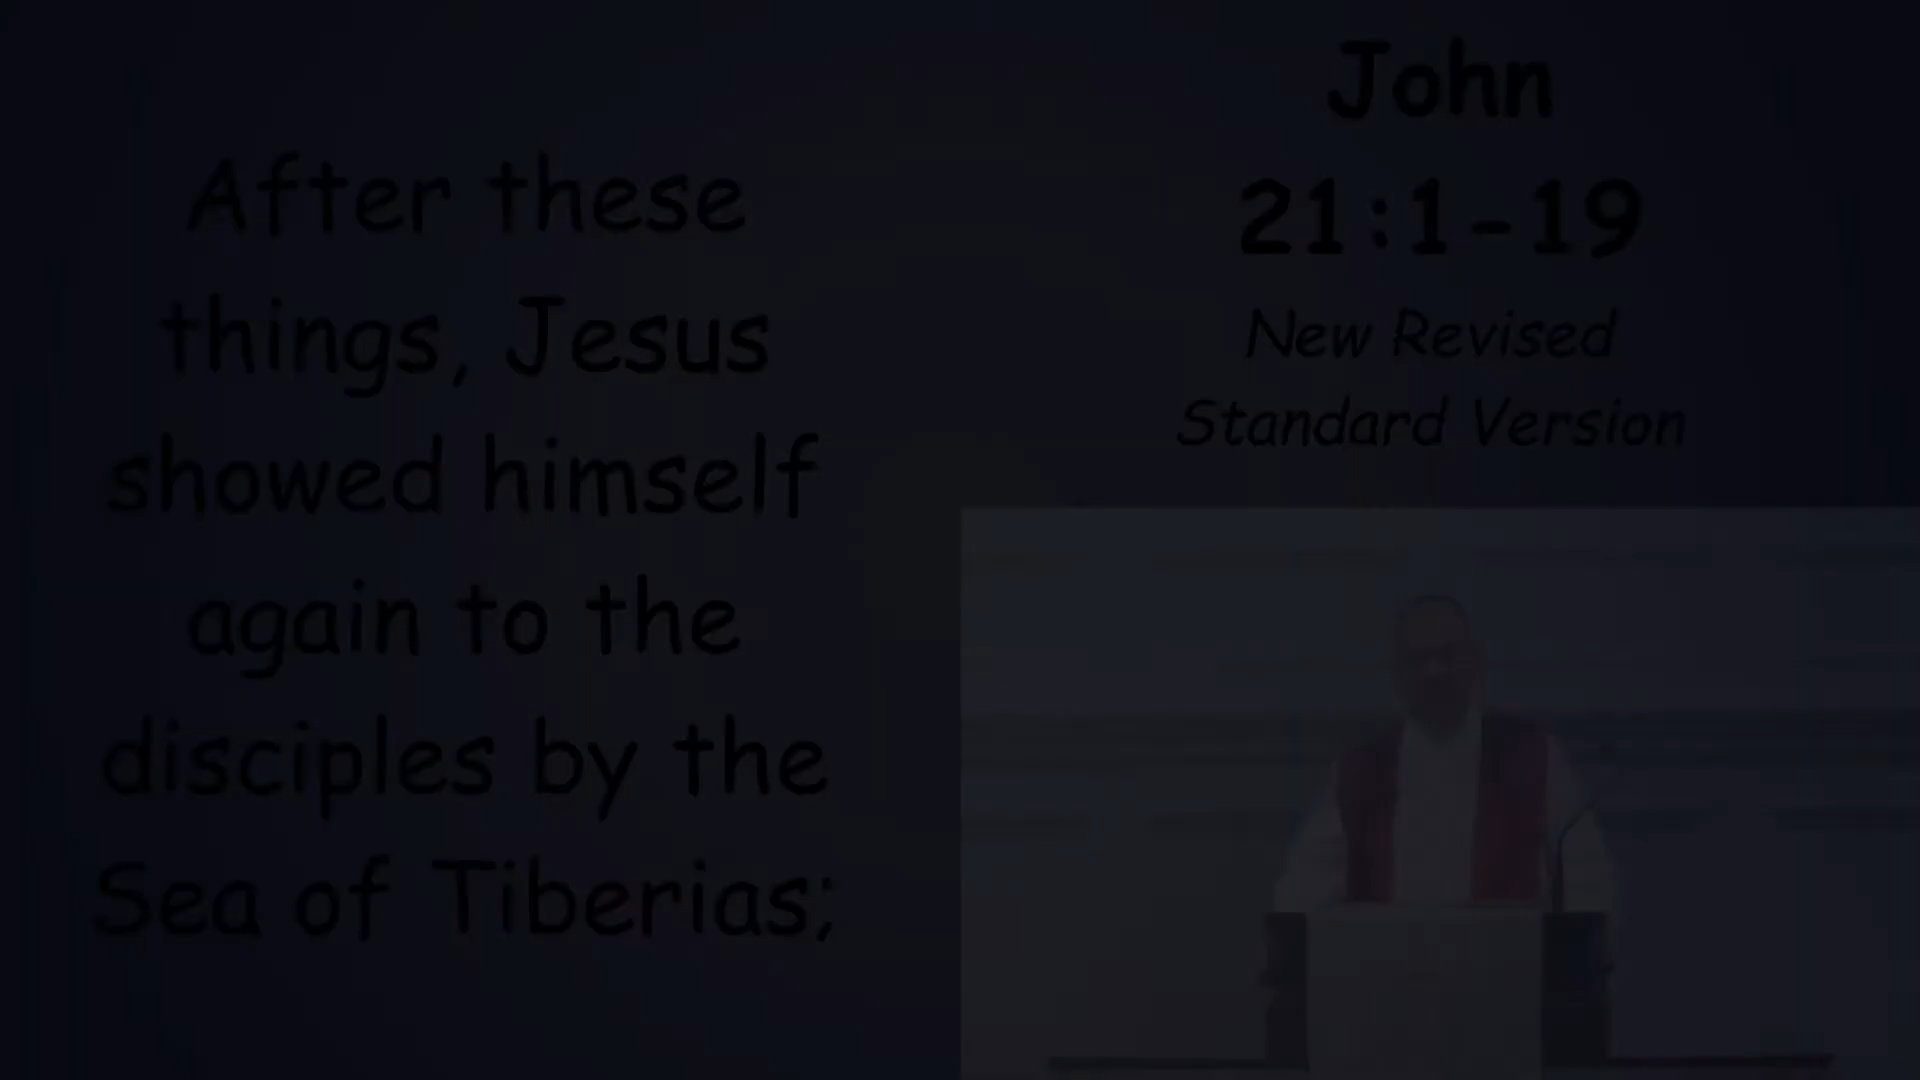 After these
things, Jesus
showed himself
again to the
disciples by the
Sea of Tiberias;
John
21:1-19
New Revised
Standard Version